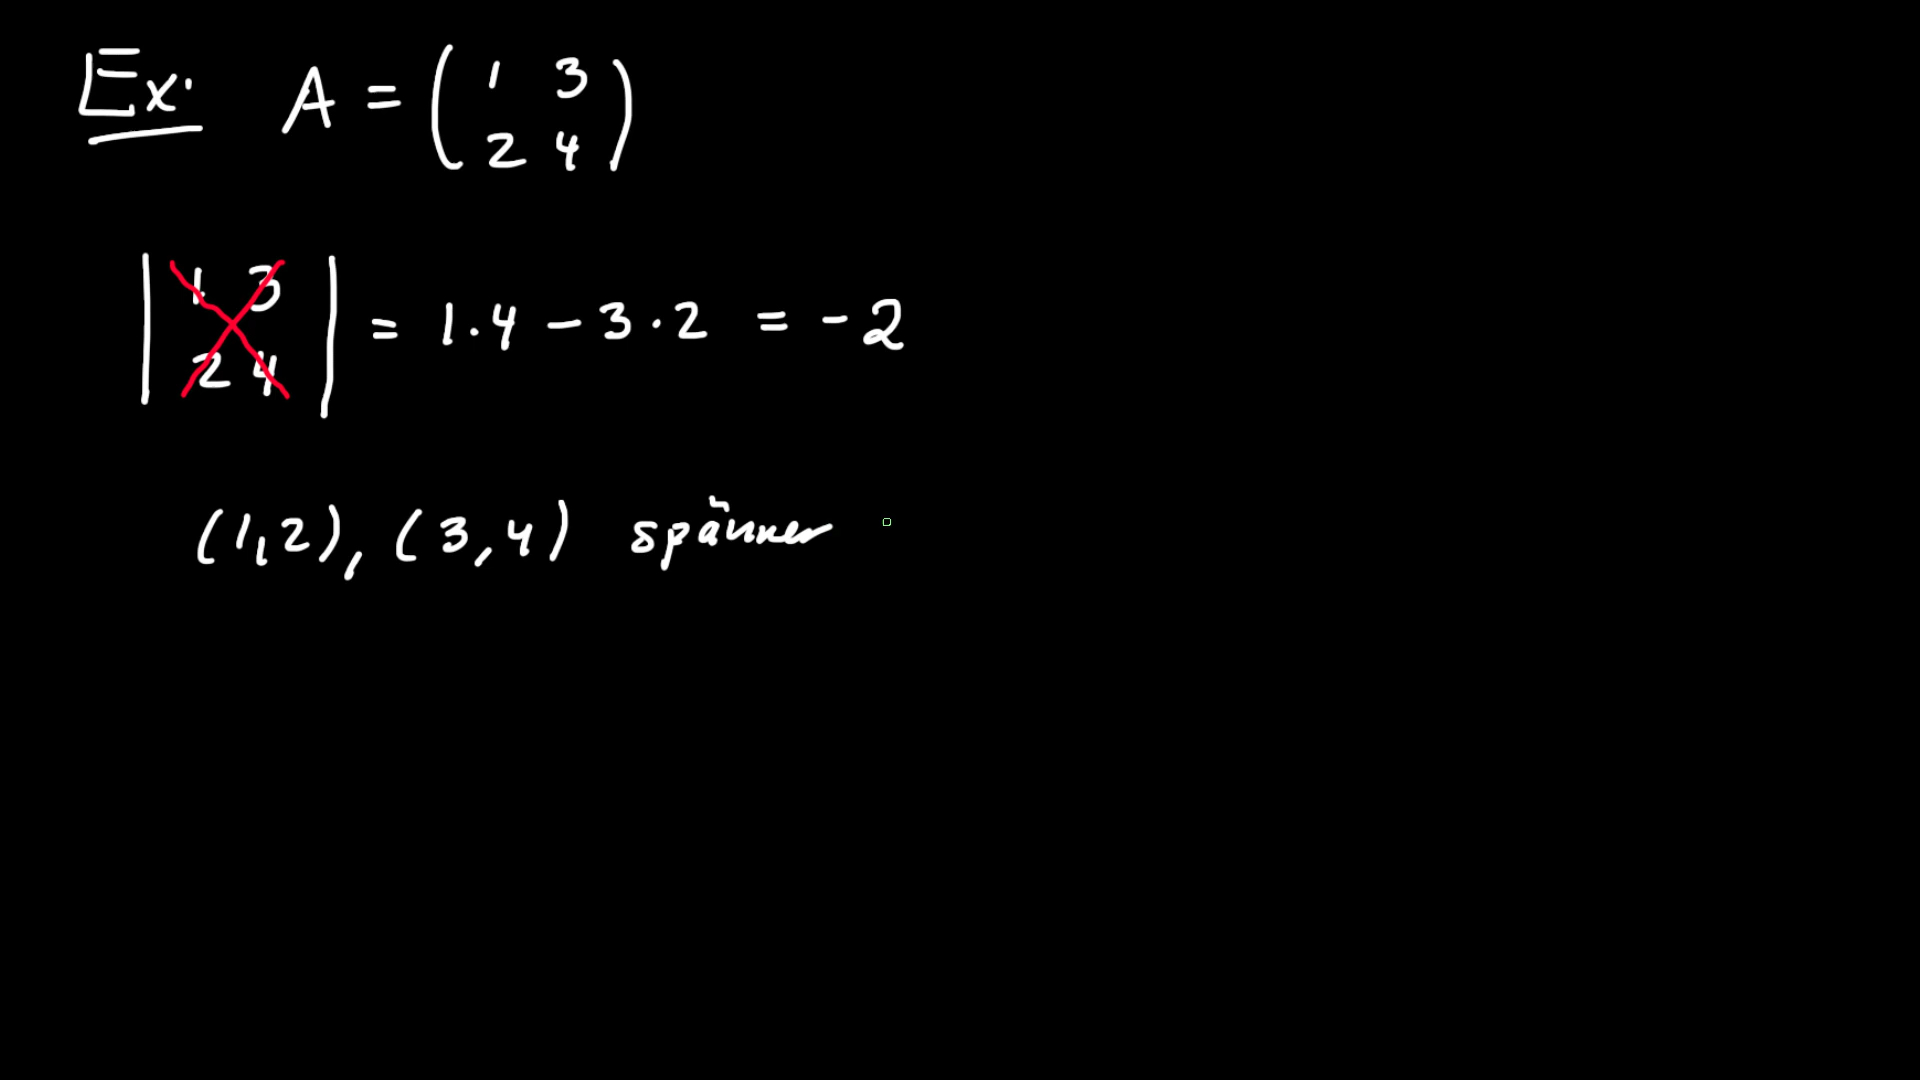 Ex: A = ( 1 3
2 4 )
| 1 3
2 4 | = 1·4 − 3·2 = −2
(1,2), (3,4) spänner